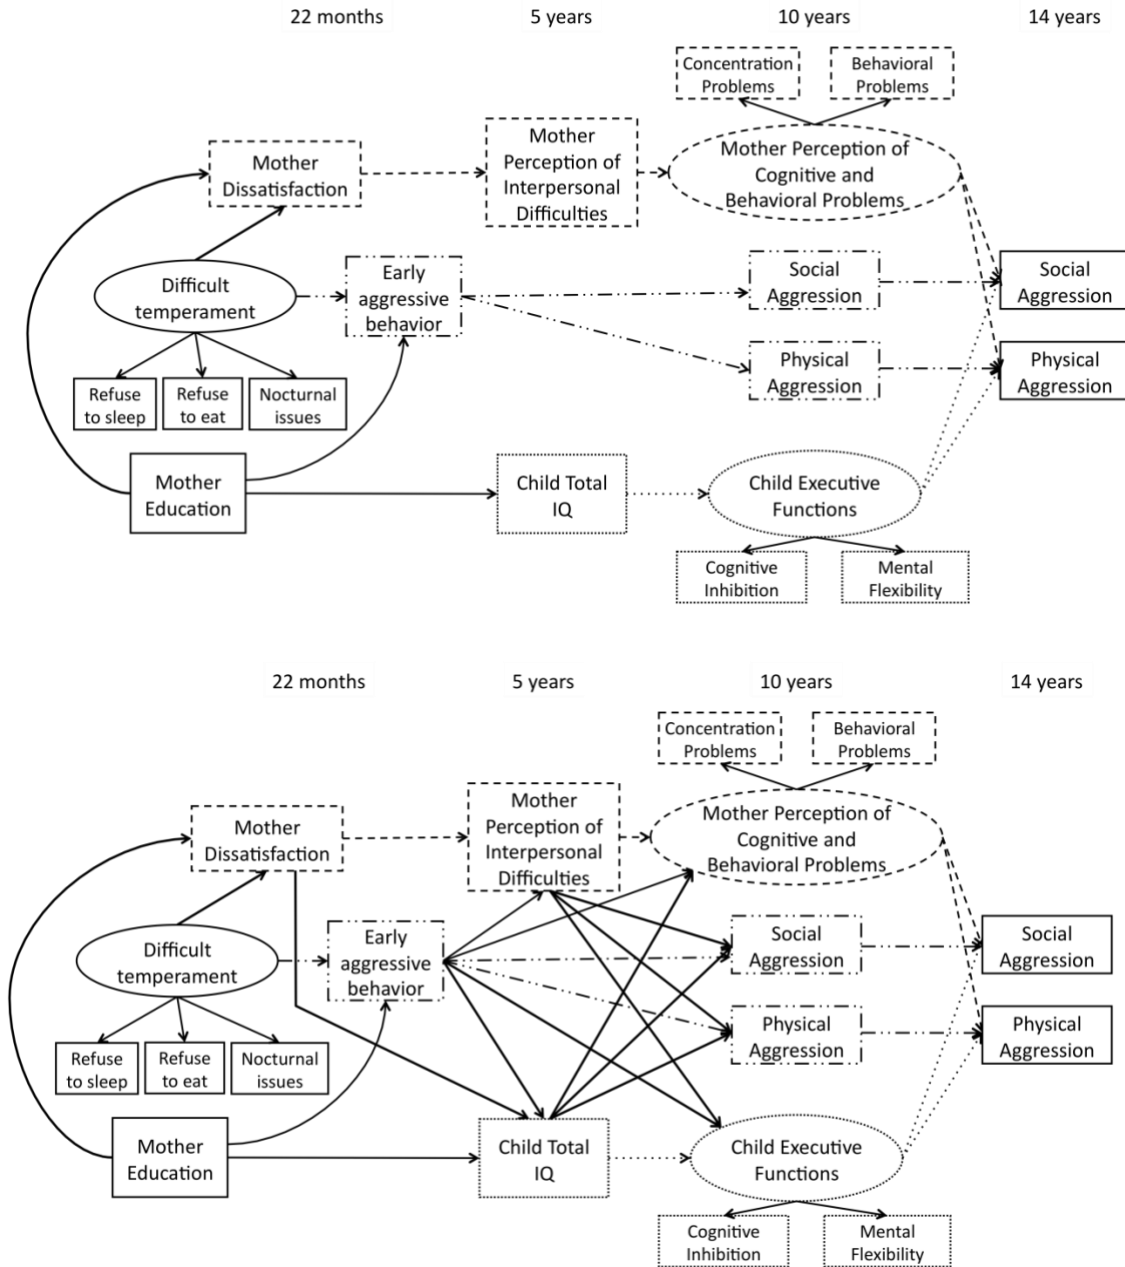 22 months
5 years
10 years
14 years
Concentration
Problems
Behavioral
Problems
Mother
Dissatisfaction
Mother
Perception of
Interpersonal
Difficulties
Mother Perception of
Cognitive and
Behavioral Problems
Difficult
temperament
Early
aggressive
behavior
Social
Aggression
Social
Aggression
Physical
Aggression
Physical
Aggression
Refuse
to sleep
Refuse
to eat
Nocturnal
issues
Mother
Education
Child Total
IQ
Child Executive
Functions
Cognitive
Inhibition
Mental
Flexibility
22 months
5 years
10 years
14 years
Concentration
Problems
Behavioral
Problems
Mother
Dissatisfaction
Mother
Perception of
Interpersonal
Difficulties
Mother Perception of
Cognitive and
Behavioral Problems
Difficult
temperament
Early
aggressive
behavior
Social
Aggression
Social
Aggression
Physical
Aggression
Physical
Aggression
Refuse
to sleep
Refuse
to eat
Nocturnal
issues
Mother
Education
Child Total
IQ
Child Executive
Functions
Cognitive
Inhibition
Mental
Flexibility